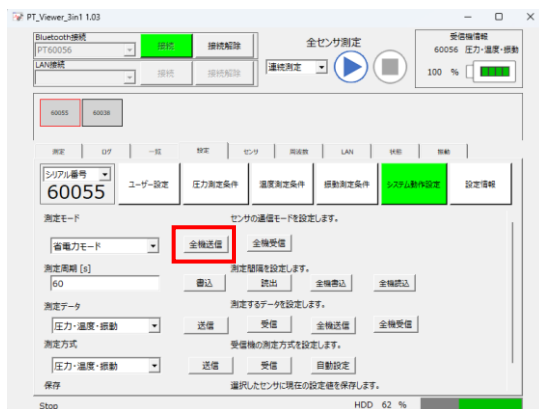 PT_Viewer_3in1 1.03
Bluetooth接続
PT60056 接続 接続解除
LAN接続
接続 接続解除
全センサ測定
連続測定
受信機情報
60056 圧力・温度・振動
100 %
60055 60036
測定 ログ 一括 設定 センサ 周波数 LAN 状態 振動
シリアル番号
60055
ユーザー設定 圧力測定条件 温度測定条件 振動測定条件 システム動作設定 設定情報
測定モード センサの通信モードを設定します。
省電力モード 全機送信 全機受信
測定周期 [s] 測定間隔を設定します。
60 書込 読出 全機書込 全機読込
測定データ 測定するデータを設定します。
圧力・温度・振動 送信 受信 全機送信 全機受信
測定方式 受信機の測定方式を設定します。
圧力・温度・振動 送信 受信 自動設定
保存 選択したセンサに現在の設定値を保存します。
Stop HDD 62 %